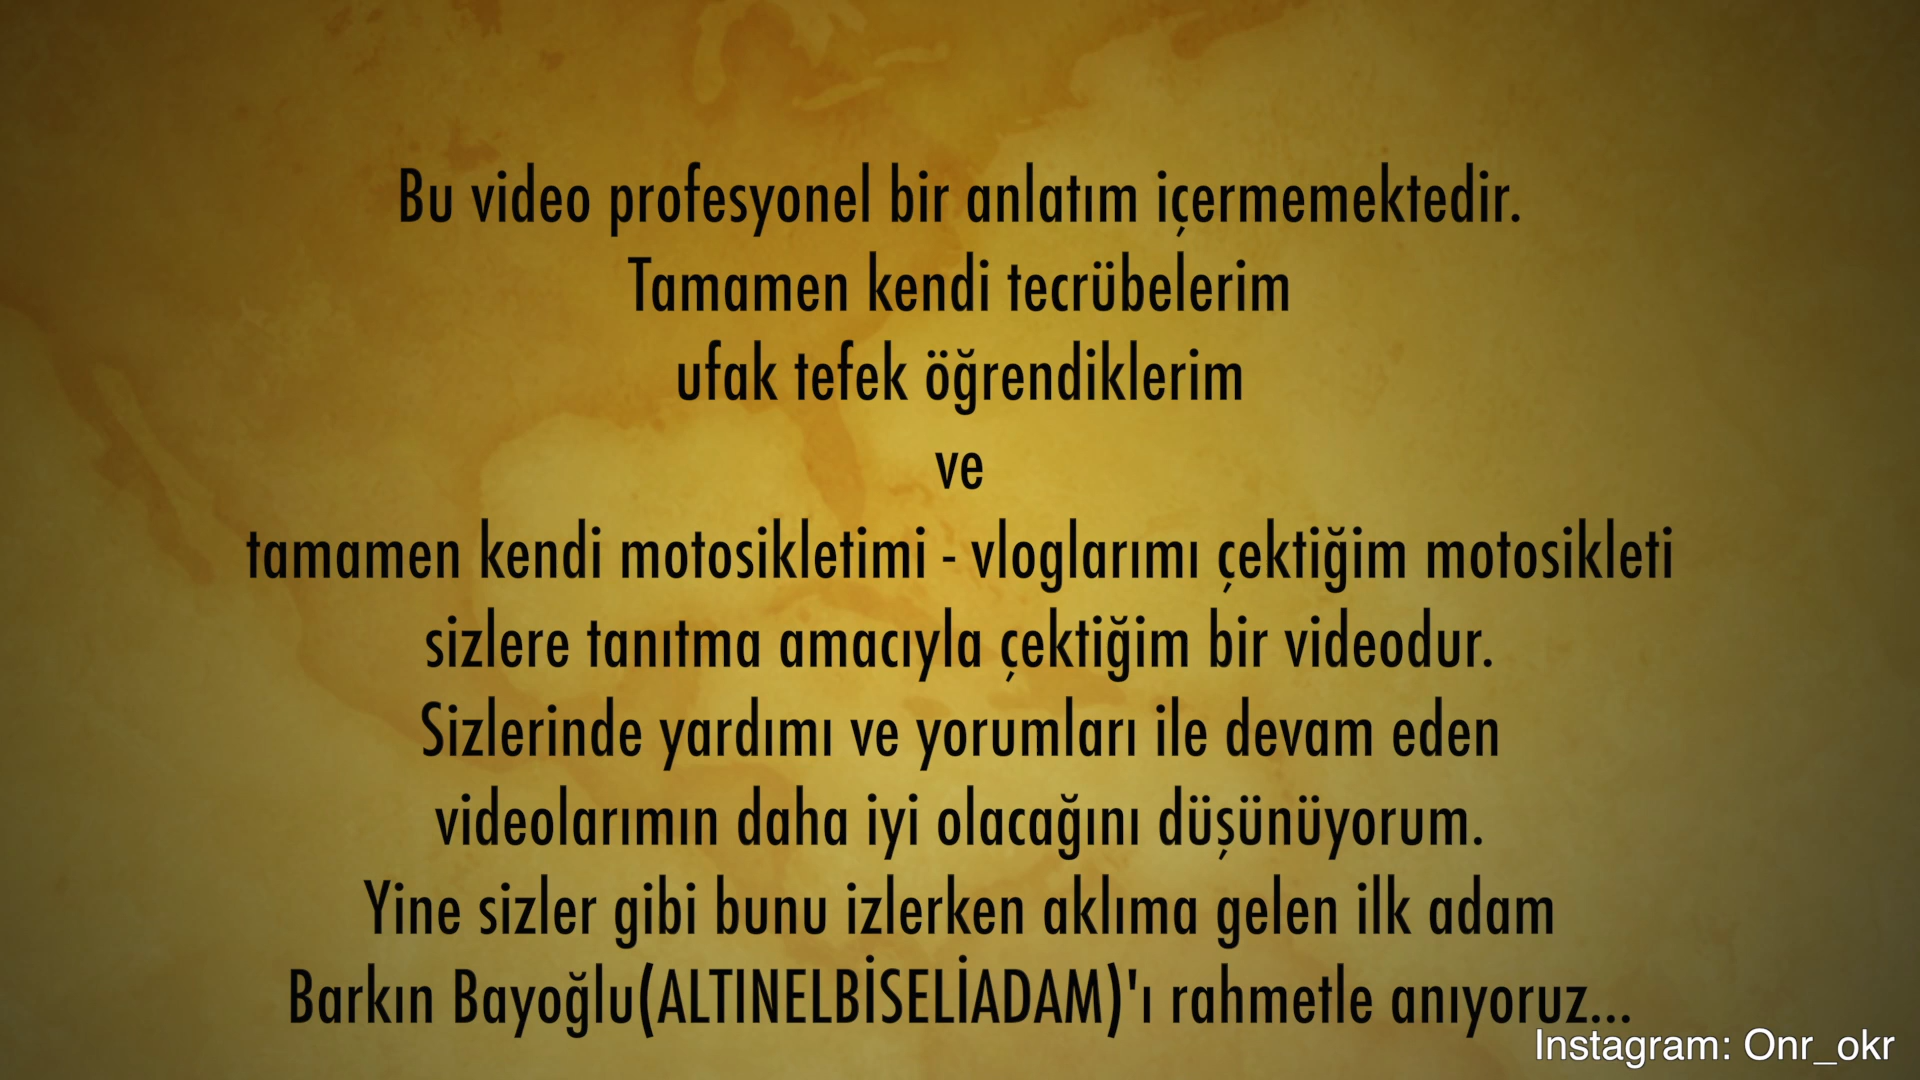 Bu video profesyonel bir anlatım içermemektedir.
Tamamen kendi tecrübelerim
ufak tefek öğrendiklerim
ve
tamamen kendi motosikletimi - vloglarımı çektiğim motosikleti
sizlere tanıtma amacıyla çektiğim bir videodur.
Sizlerinde yardımı ve yorumları ile devam eden
videolarımın daha iyi olacağını düşünüyorum.
Yine sizler gibi bunu izlerken aklıma gelen ilk adam
Barkın Bayoğlu(ALTINELBİSELİADAM)'ı rahmetle anıyoruz...
Instagram: Onr_okr